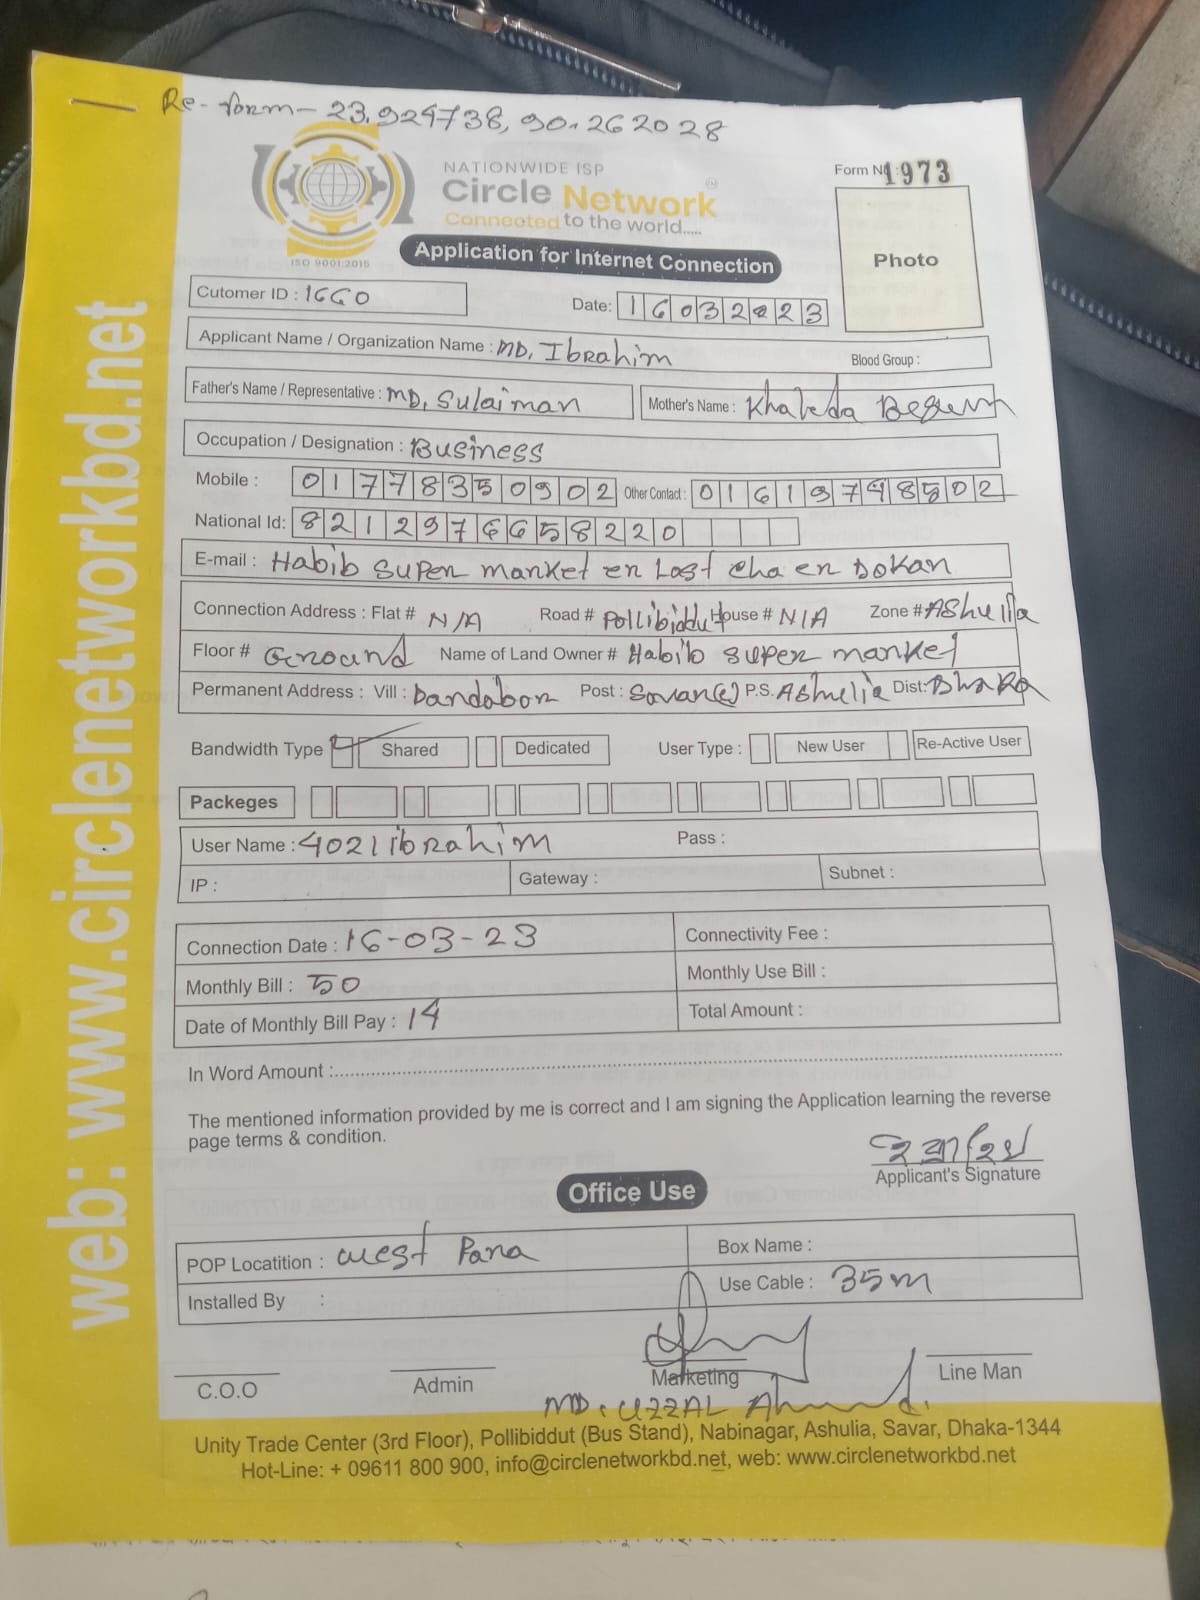 Re-form-23.924738, 90.262028
NATIONWIDE ISP
Circle Network
Connected to the world.....
ISO 9001:2015
Application for Internet Connection
Form No: 1973
Photo
Cutomer ID : 1660
Date: 16032023
Applicant Name / Organization Name : MD, Ibrahim
Blood Group :
Father's Name / Representative : MD, Sulaiman
Mother's Name : Khaleda Begum
Occupation / Designation : Business
Mobile : 01778350902 Other Contact : 01619748502
National Id: 8212976658220
E-mail : Habib super market er Last cha er Dokan
Connection Address : Flat # N/A Road # Pollibiddut House # N/A Zone # AShulia
Floor # Ground Name of Land Owner # Habib super market
Permanent Address : Vill : bandabor Post : Savar(e) P.S. AShulia Dist: Dhaka
Bandwidth Type Shared Dedicated User Type : New User Re-Active User
Packeges
User Name : 4021ibrahim Pass :
IP : Gateway : Subnet :
Connection Date : 16-03-23 Connectivity Fee :
Monthly Bill : 50 Monthly Use Bill :
Date of Monthly Bill Pay : 14 Total Amount :
In Word Amount :
The mentioned information provided by me is correct and I am signing the Application learning the reverse
page terms & condition.
ইব্রাহিম
Applicant's Signature
Office Use
POP Locatition : west Para Box Name :
Installed By : Use Cable : 35m
C.O.O Admin Marketing Line Man
MD. UZZAL Ahmed.
Unity Trade Center (3rd Floor), Pollibiddut (Bus Stand), Nabinagar, Ashulia, Savar, Dhaka-1344
Hot-Line: + 09611 800 900, info@circlenetworkbd.net, web: www.circlenetworkbd.net
web: www.circlenetworkbd.net